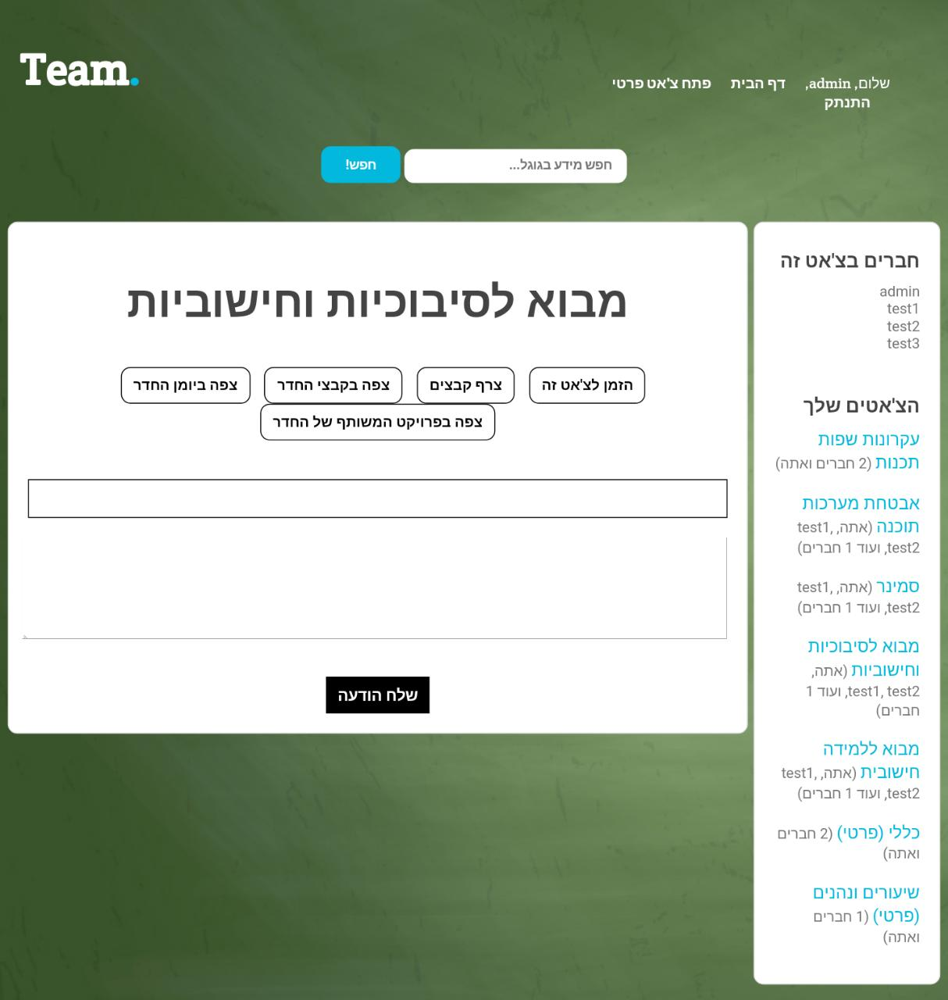 Team.
שלום, admin, דף הבית פתח צ'אט פרטי
התנתק
חפש מידע בגוגל... חפש!
חברים בצ'אט זה
admin
test1
test2
test3
הצ'אטים שלך
עקרונות שפות
תכנות (2 חברים ואתה)
אבטחת מערכות
תוכנה (אתה, test1,
test2, ועוד 1 חברים)
סמינר (אתה, test1,
test2, ועוד 1 חברים)
מבוא לסיבוכיות
וחישוביות (אתה,
test1, test2, ועוד 1
חברים)
מבוא ללמידה
חישובית (אתה, test1,
test2, ועוד 1 חברים)
כללי (פרטי) (2 חברים
ואתה)
שיעורים ונהנים
(פרטי) (1 חברים
ואתה)
מבוא לסיבוכיות וחישוביות
הזמן לצ'אט זה צרף קבצים צפה בקבצי החדר צפה ביומן החדר
צפה בפרויקט המשותף של החדר
שלח הודעה